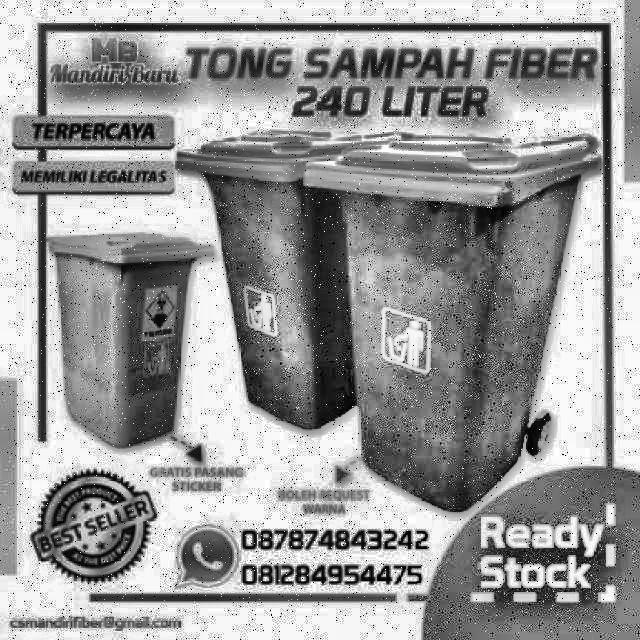 MB
Mandiri Baru
TONG SAMPAH FIBER
240 LITER
TERPERCAYA
MEMILIKI LEGALITAS
GRATIS PASANG
STICKER
BOLEH REQUEST
WARNA
BEST SELLER
087874843242
081284954475
Ready
Stock
csmandirifiber@gmail.com